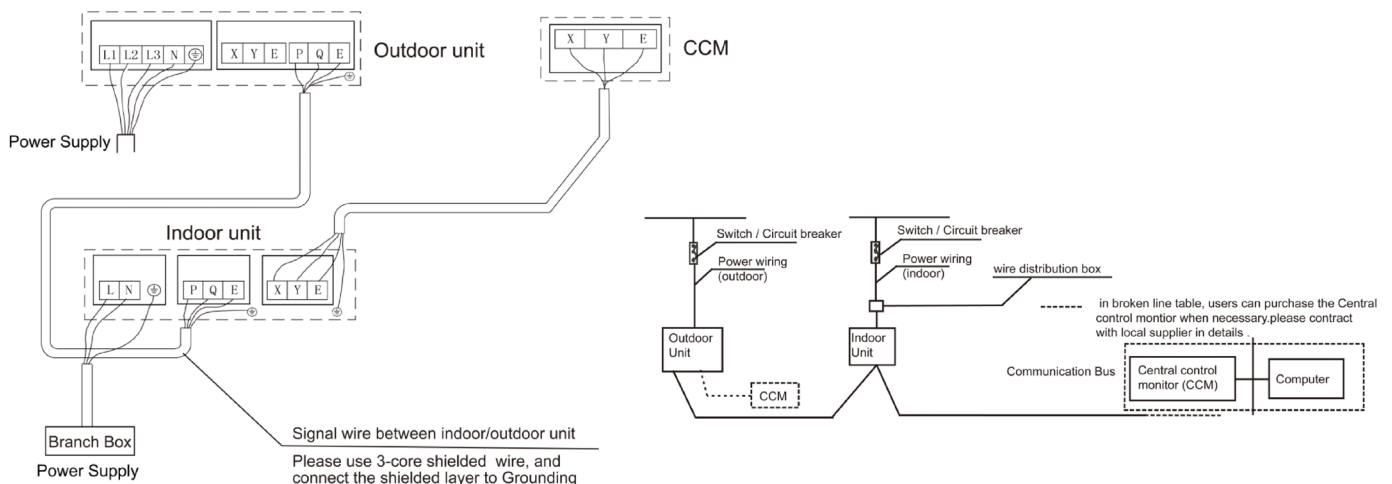 L1 L2 L3 N
X Y E P Q E
Outdoor unit
X Y E
CCM
Power Supply
Indoor unit
L N
P Q E
X Y E
Branch Box
Power Supply
Signal wire between indoor/outdoor unit
Please use 3-core shielded wire, and
connect the shielded layer to Grounding
Switch / Circuit breaker
Power wiring
(outdoor)
Outdoor
Unit
CCM
Switch / Circuit breaker
Power wiring
(indoor)
wire distribution box
Indoor
Unit
in broken line table, users can purchase the Central
control montior when necessary.please contract
with local supplier in details .
Communication Bus
Central control
monitor (CCM)
Computer